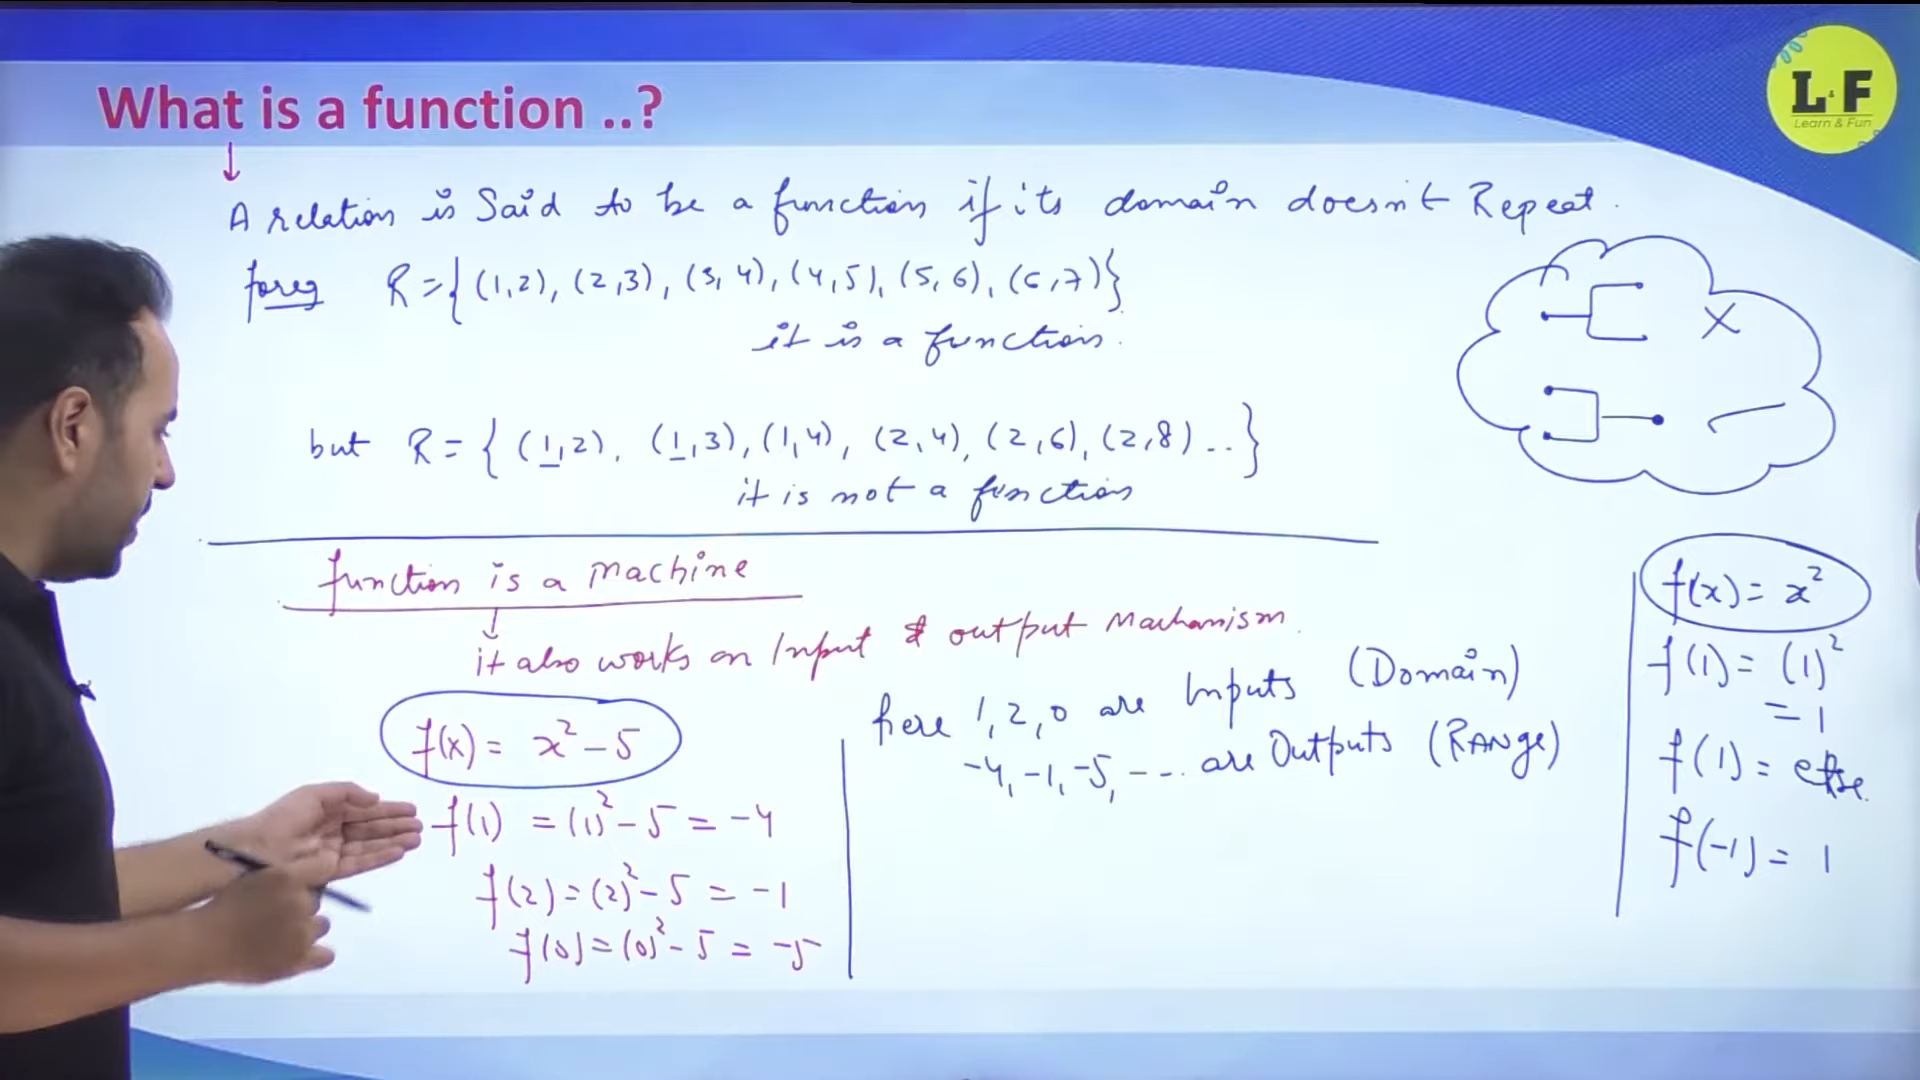 What is a function ..?
L&F
Learn & Fun
A relation is Said to be a function if its domain doesn't Repeat.
for eg R={(1,2), (2,3), (3,4), (4,5), (5,6), (6,7)}
it is a function.
but R = { (1,2), (1,3), (1,4), (2,4), (2,6), (2,8) .. }
it is not a function
function is a Machine
it also works on Input & output Machanism.
f(x) = x² - 5
f(1) = (1)² - 5 = -4
f(2) = (2)² - 5 = -1
f(0) = (0)² - 5 = -5
here 1, 2, 0 are Inputs (Domain)
-4, -1, -5, --.. are Outputs (RANGe)
f(x) = x²
f(1) = (1)²
= 1
f(1) = else
f(-1) = 1